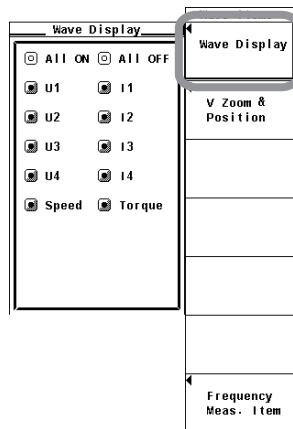 Wave Display
All ON All OFF
U1 I1
U2 I2
U3 I3
U4 I4
Speed Torque
Wave Display
V Zoom &
Position
Frequency
Meas. Item